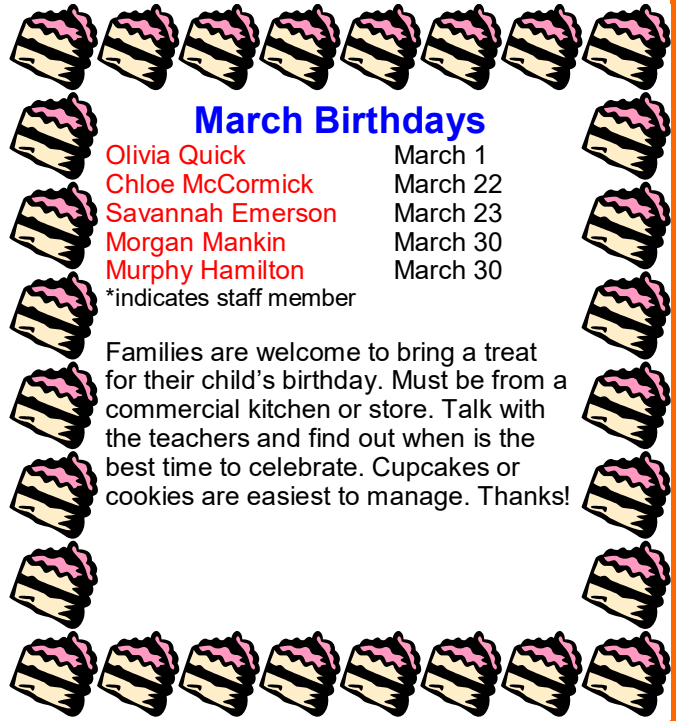 March Birthdays
Olivia Quick March 1
Chloe McCormick March 22
Savannah Emerson March 23
Morgan Mankin March 30
Murphy Hamilton March 30
*indicates staff member
Families are welcome to bring a treat
for their child’s birthday. Must be from a
commercial kitchen or store. Talk with
the teachers and find out when is the
best time to celebrate. Cupcakes or
cookies are easiest to manage. Thanks!